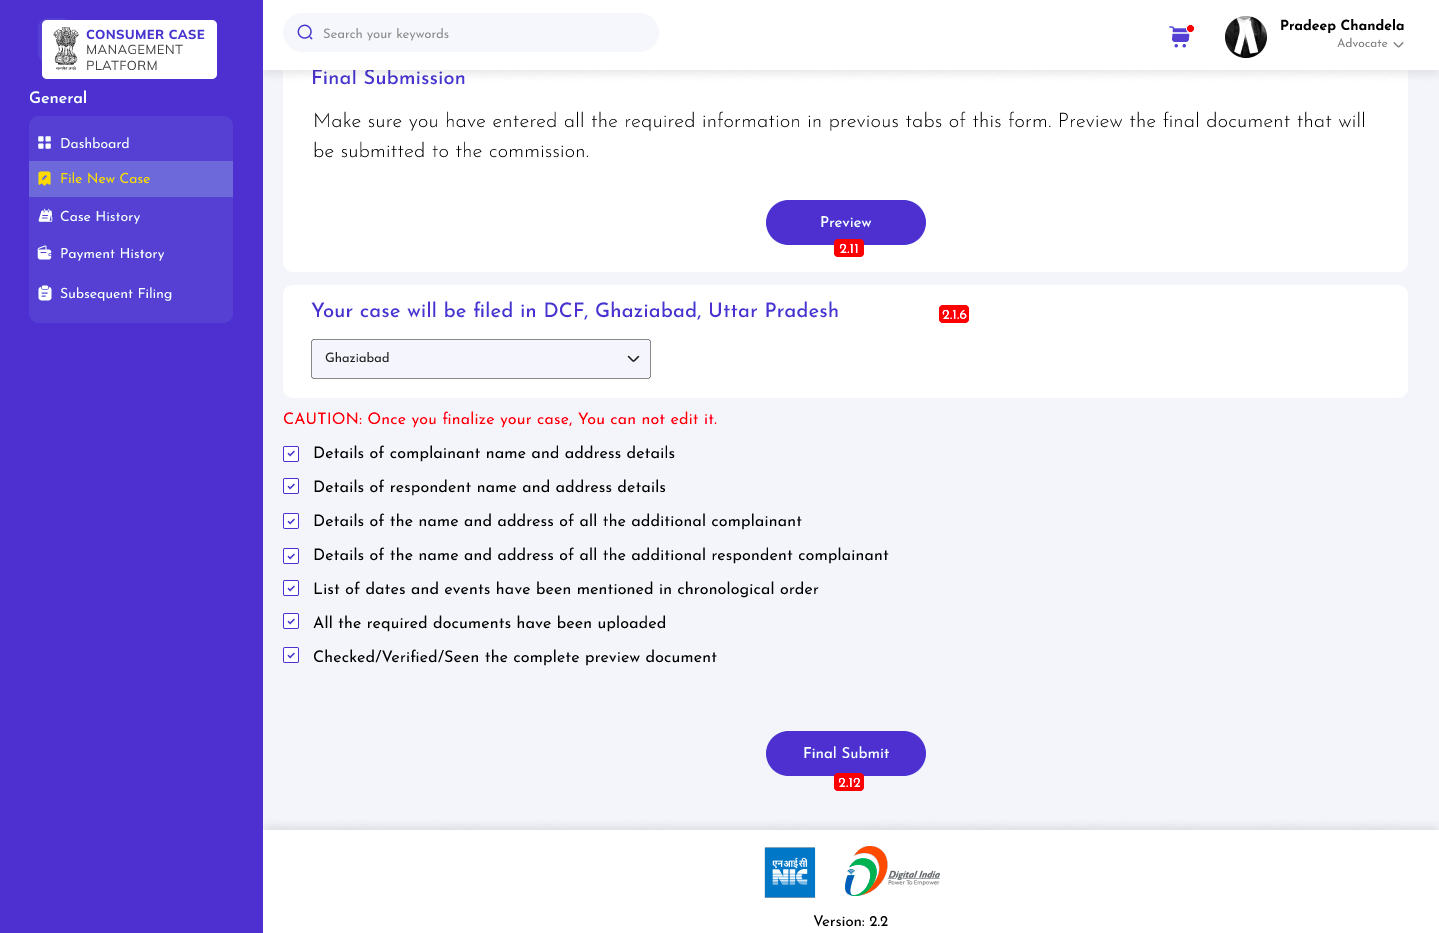 CONSUMER CASE
MANAGEMENT
PLATFORM
General
Dashboard
File New Case
Case History
Payment History
Subsequent Filing
Search your keywords
Pradeep Chandela
Advocate
Final Submission
Make sure you have entered all the required information in previous tabs of this form. Preview the final document that will
be submitted to the commission.
Preview
2.11
Your case will be filed in DCF, Ghaziabad, Uttar Pradesh
2.1.6
Ghaziabad
CAUTION: Once you finalize your case, You can not edit it.
Details of complainant name and address details
Details of respondent name and address details
Details of the name and address of all the additional complainant
Details of the name and address of all the additional respondent complainant
List of dates and events have been mentioned in chronological order
All the required documents have been uploaded
Checked/Verified/Seen the complete preview document
Final Submit
2.12
एनआईसी
NIC
Digital India
Power To Empower
Version: 2.2